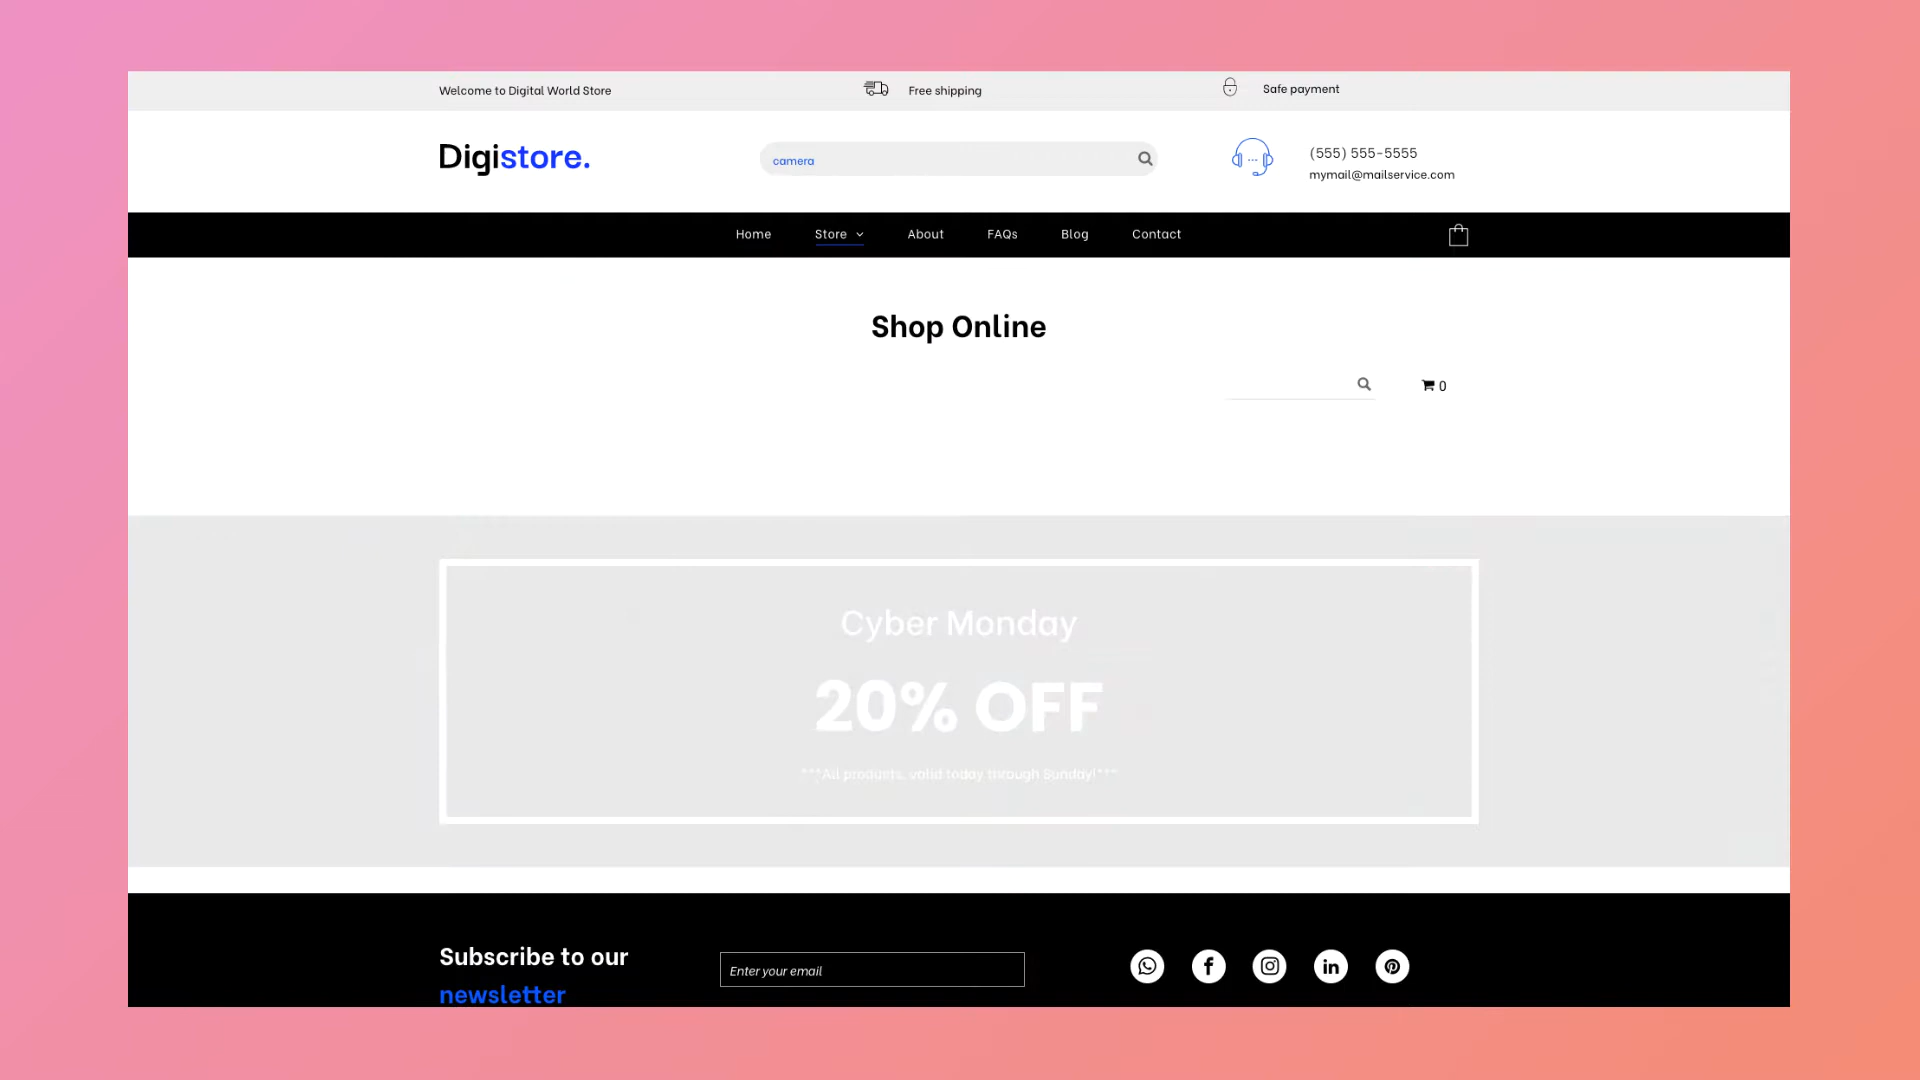 Welcome to Digital World Store
Free shipping
Safe payment
Digistore.
camera
(555) 555-5555
mymail@mailservice.com
Home
Store
About
FAQs
Blog
Contact
Shop Online
0
Cyber Monday
20% OFF
***All products, valid today through Sunday!***
Subscribe to our
newsletter
Enter your email